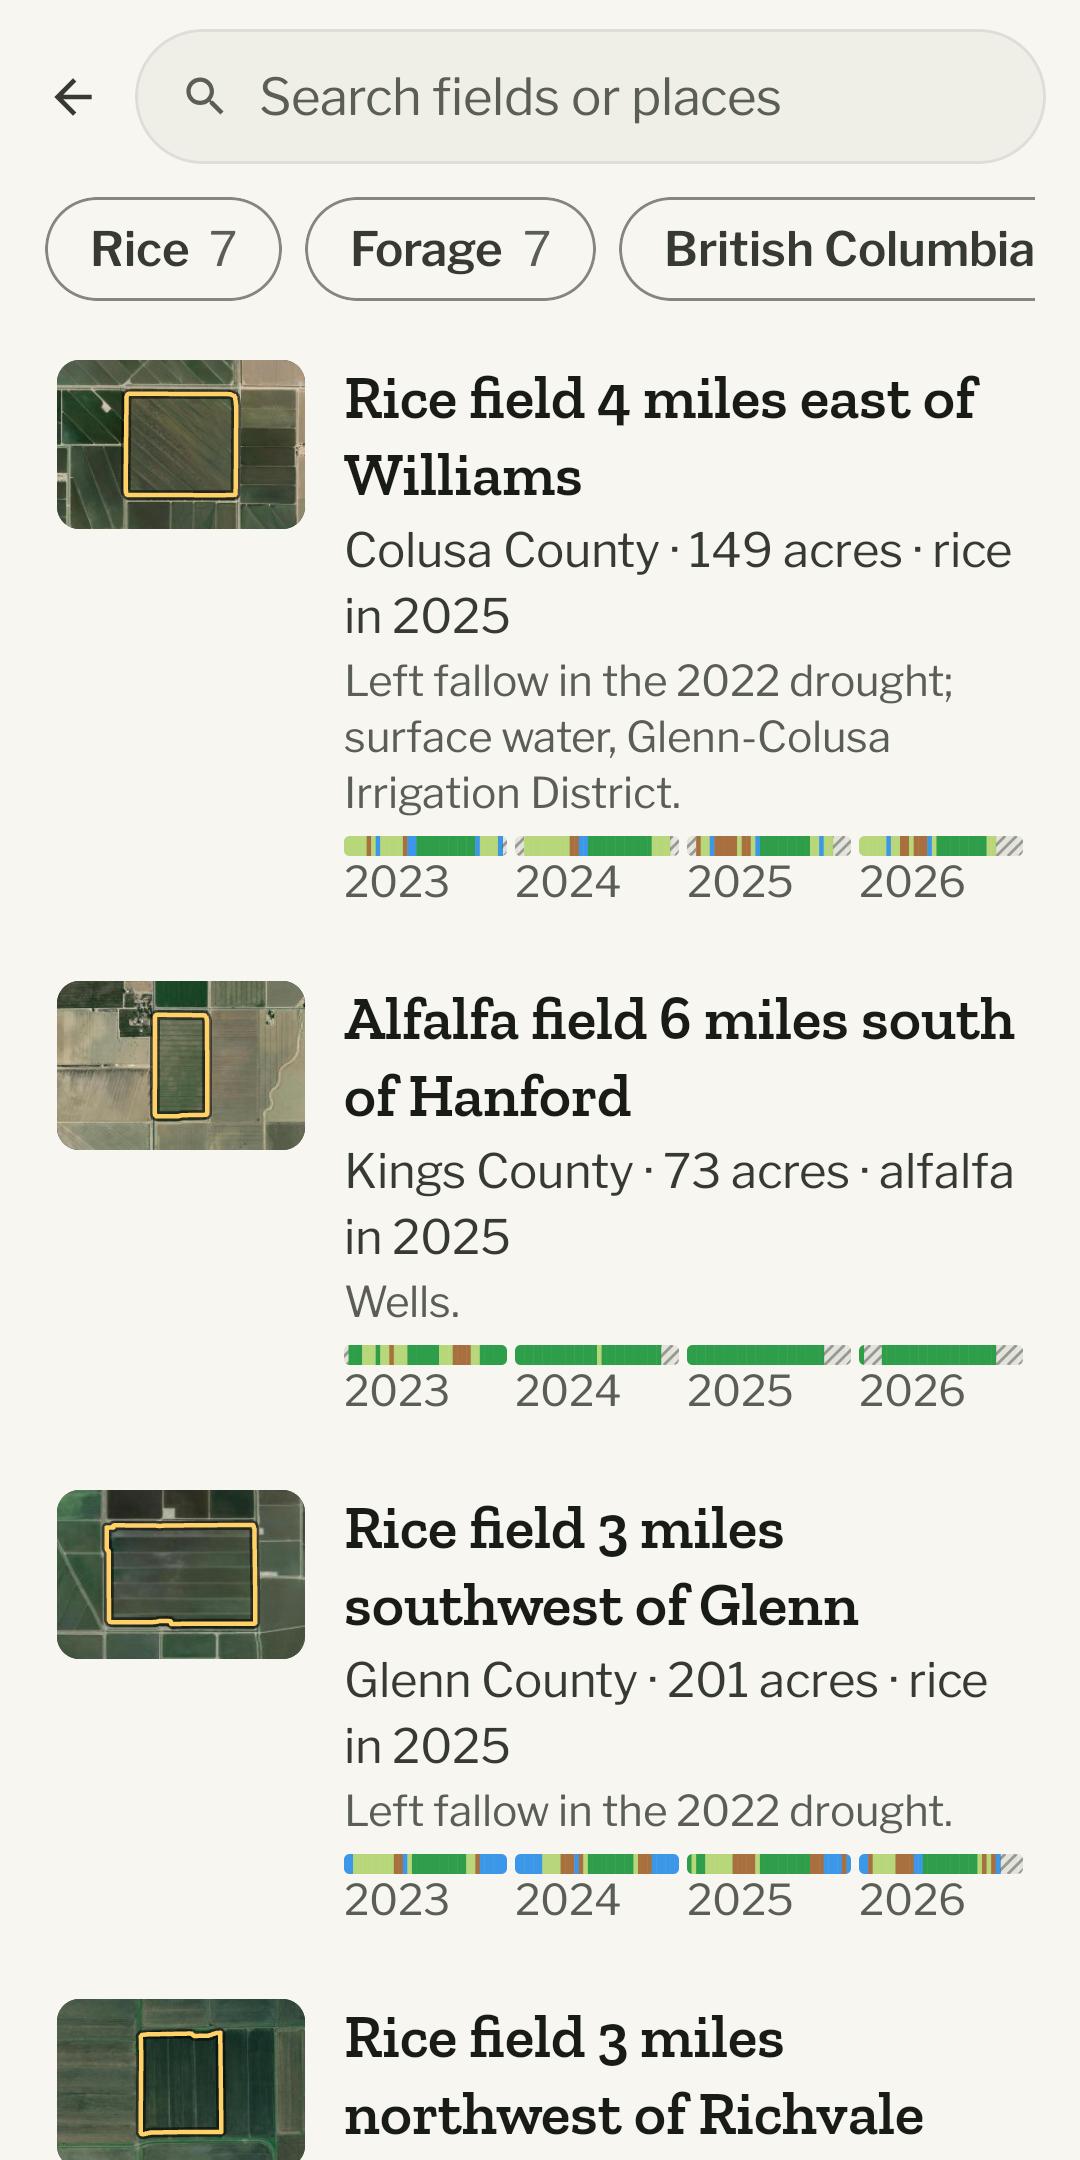 Search fields or places
Rice 7
Forage 7
British Columbia
Rice field 4 miles east of
Williams
Colusa County · 149 acres · rice
in 2025
Left fallow in the 2022 drought;
surface water, Glenn-Colusa
Irrigation District.
2023 2024 2025 2026
Alfalfa field 6 miles south
of Hanford
Kings County · 73 acres · alfalfa
in 2025
Wells.
2023 2024 2025 2026
Rice field 3 miles
southwest of Glenn
Glenn County · 201 acres · rice
in 2025
Left fallow in the 2022 drought.
2023 2024 2025 2026
Rice field 3 miles
northwest of Richvale